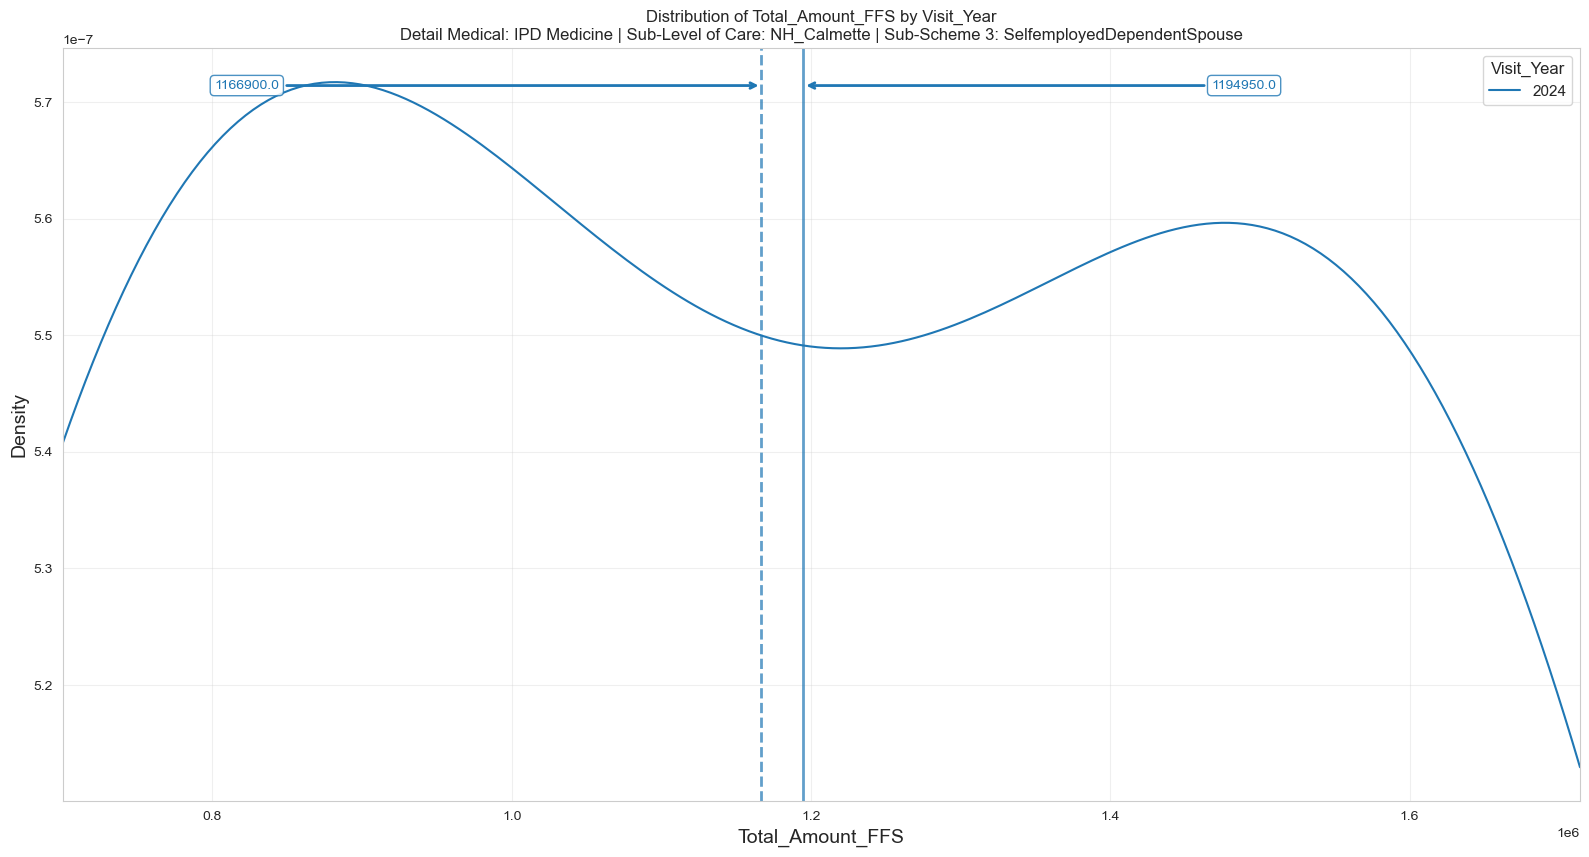 Distribution of Total_Amount_FFS by Visit_Year
Detail Medical: IPD Medicine | Sub-Level of Care: NH_Calmette | Sub-Scheme 3: SelfemployedDependentSpouse
1e−7
Visit_Year
2024
1166900.0
1194950.0
5.7
5.6
5.5
5.4
5.3
5.2
Density
0.8
1.0
1.2
1.4
1.6
1e6
Total_Amount_FFS